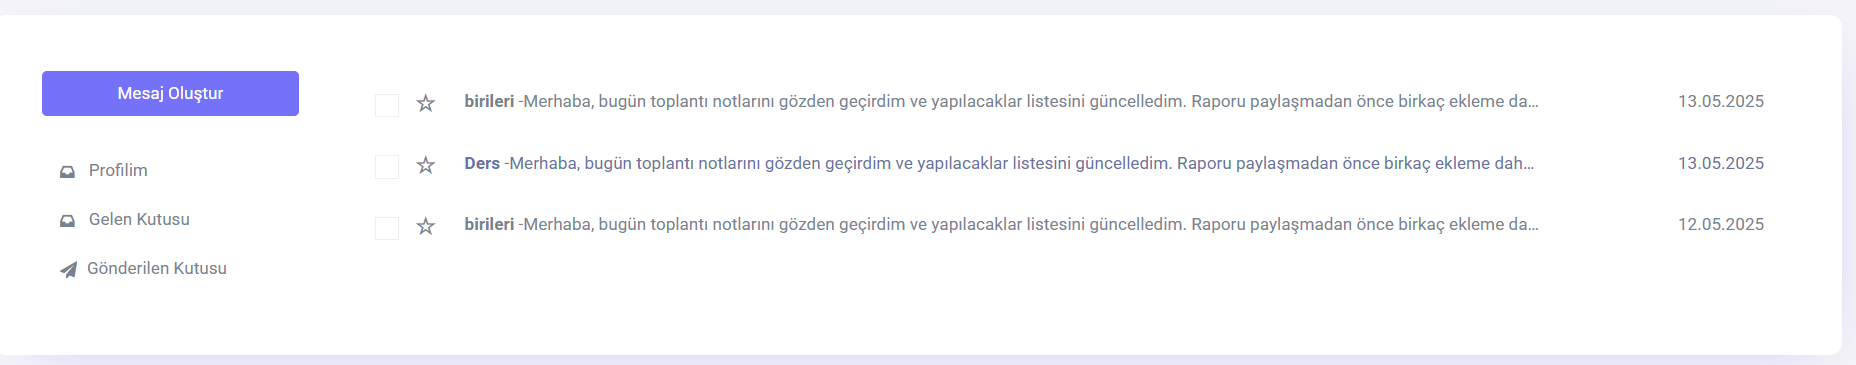 Mesaj Oluştur
Profilim
Gelen Kutusu
Gönderilen Kutusu
birileri -Merhaba, bugün toplantı notlarını gözden geçirdim ve yapılacaklar listesini güncelledim. Raporu paylaşmadan önce birkaç ekleme da... 13.05.2025
Ders -Merhaba, bugün toplantı notlarını gözden geçirdim ve yapılacaklar listesini güncelledim. Raporu paylaşmadan önce birkaç ekleme dah... 13.05.2025
birileri -Merhaba, bugün toplantı notlarını gözden geçirdim ve yapılacaklar listesini güncelledim. Raporu paylaşmadan önce birkaç ekleme da... 12.05.2025